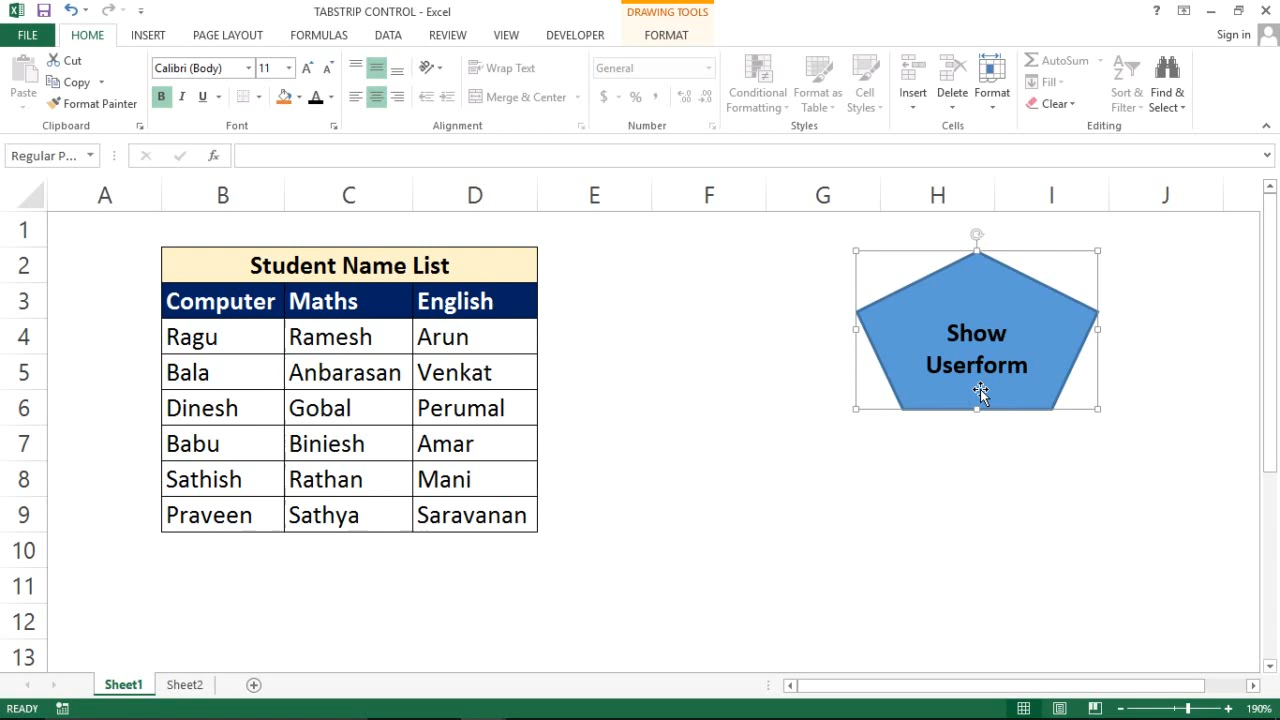 TABSTRIP CONTROL - Excel
DRAWING TOOLS
?
Sign in
FILE
HOME
INSERT
PAGE LAYOUT
FORMULAS
DATA
REVIEW
VIEW
DEVELOPER
FORMAT
Paste
Cut
Copy
Format Painter
Clipboard
Calibri (Body)
11
B I U
Font
Wrap Text
Merge & Center
Alignment
General
$ % ,
Number
Conditional
Formatting
Format as
Table
Cell
Styles
Styles
Insert
Delete
Format
Cells
AutoSum
Fill
Clear
Sort &
Filter
Find &
Select
Editing
Regular P...
fx
A B C D E F G H I J
1
2 Student Name List
3 Computer Maths English
4 Ragu Ramesh Arun
5 Bala Anbarasan Venkat
6 Dinesh Gobal Perumal
7 Babu Biniesh Amar
8 Sathish Rathan Mani
9 Praveen Sathya Saravanan
10
11
12
13
Show
Userform
Sheet1
Sheet2
READY
190%